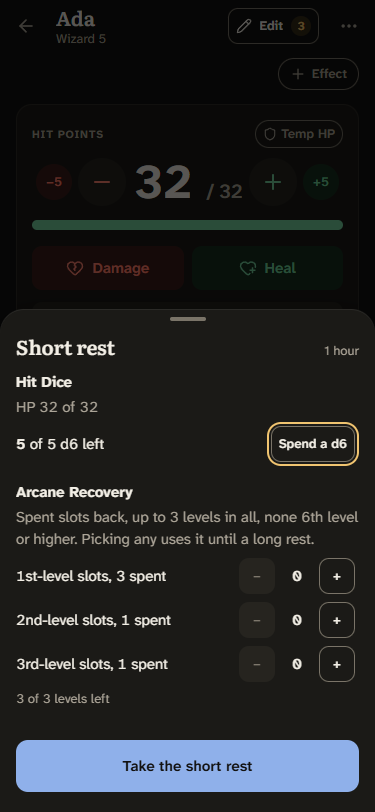 Ada
Wizard 5
Edit 3
+ Effect
HIT POINTS
Temp HP
−5 − 32 / 32 + +5
Damage
Heal
Short rest
1 hour
Hit Dice
HP 32 of 32
5 of 5 d6 left
Spend a d6
Arcane Recovery
Spent slots back, up to 3 levels in all, none 6th level
or higher. Picking any uses it until a long rest.
1st-level slots, 3 spent − 0 +
2nd-level slots, 1 spent − 0 +
3rd-level slots, 1 spent − 0 +
3 of 3 levels left
Take the short rest